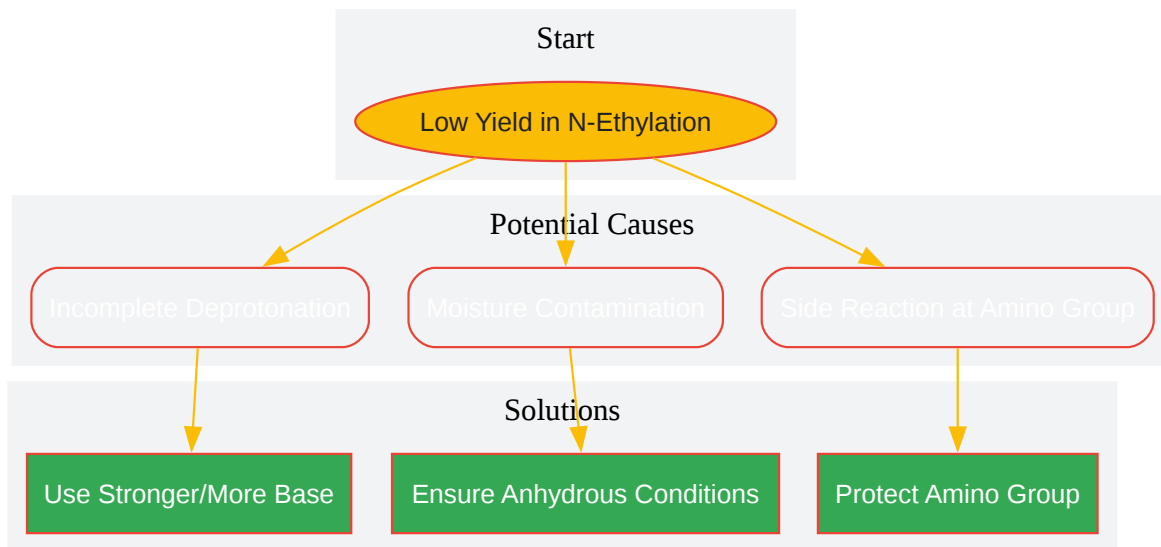 Start
Low Yield in N-Ethylation
Potential Causes
Incomplete Deprotonation
Moisture Contamination
Side Reaction at Amino Group
Solutions
Use Stronger/More Base
Ensure Anhydrous Conditions
Protect Amino Group